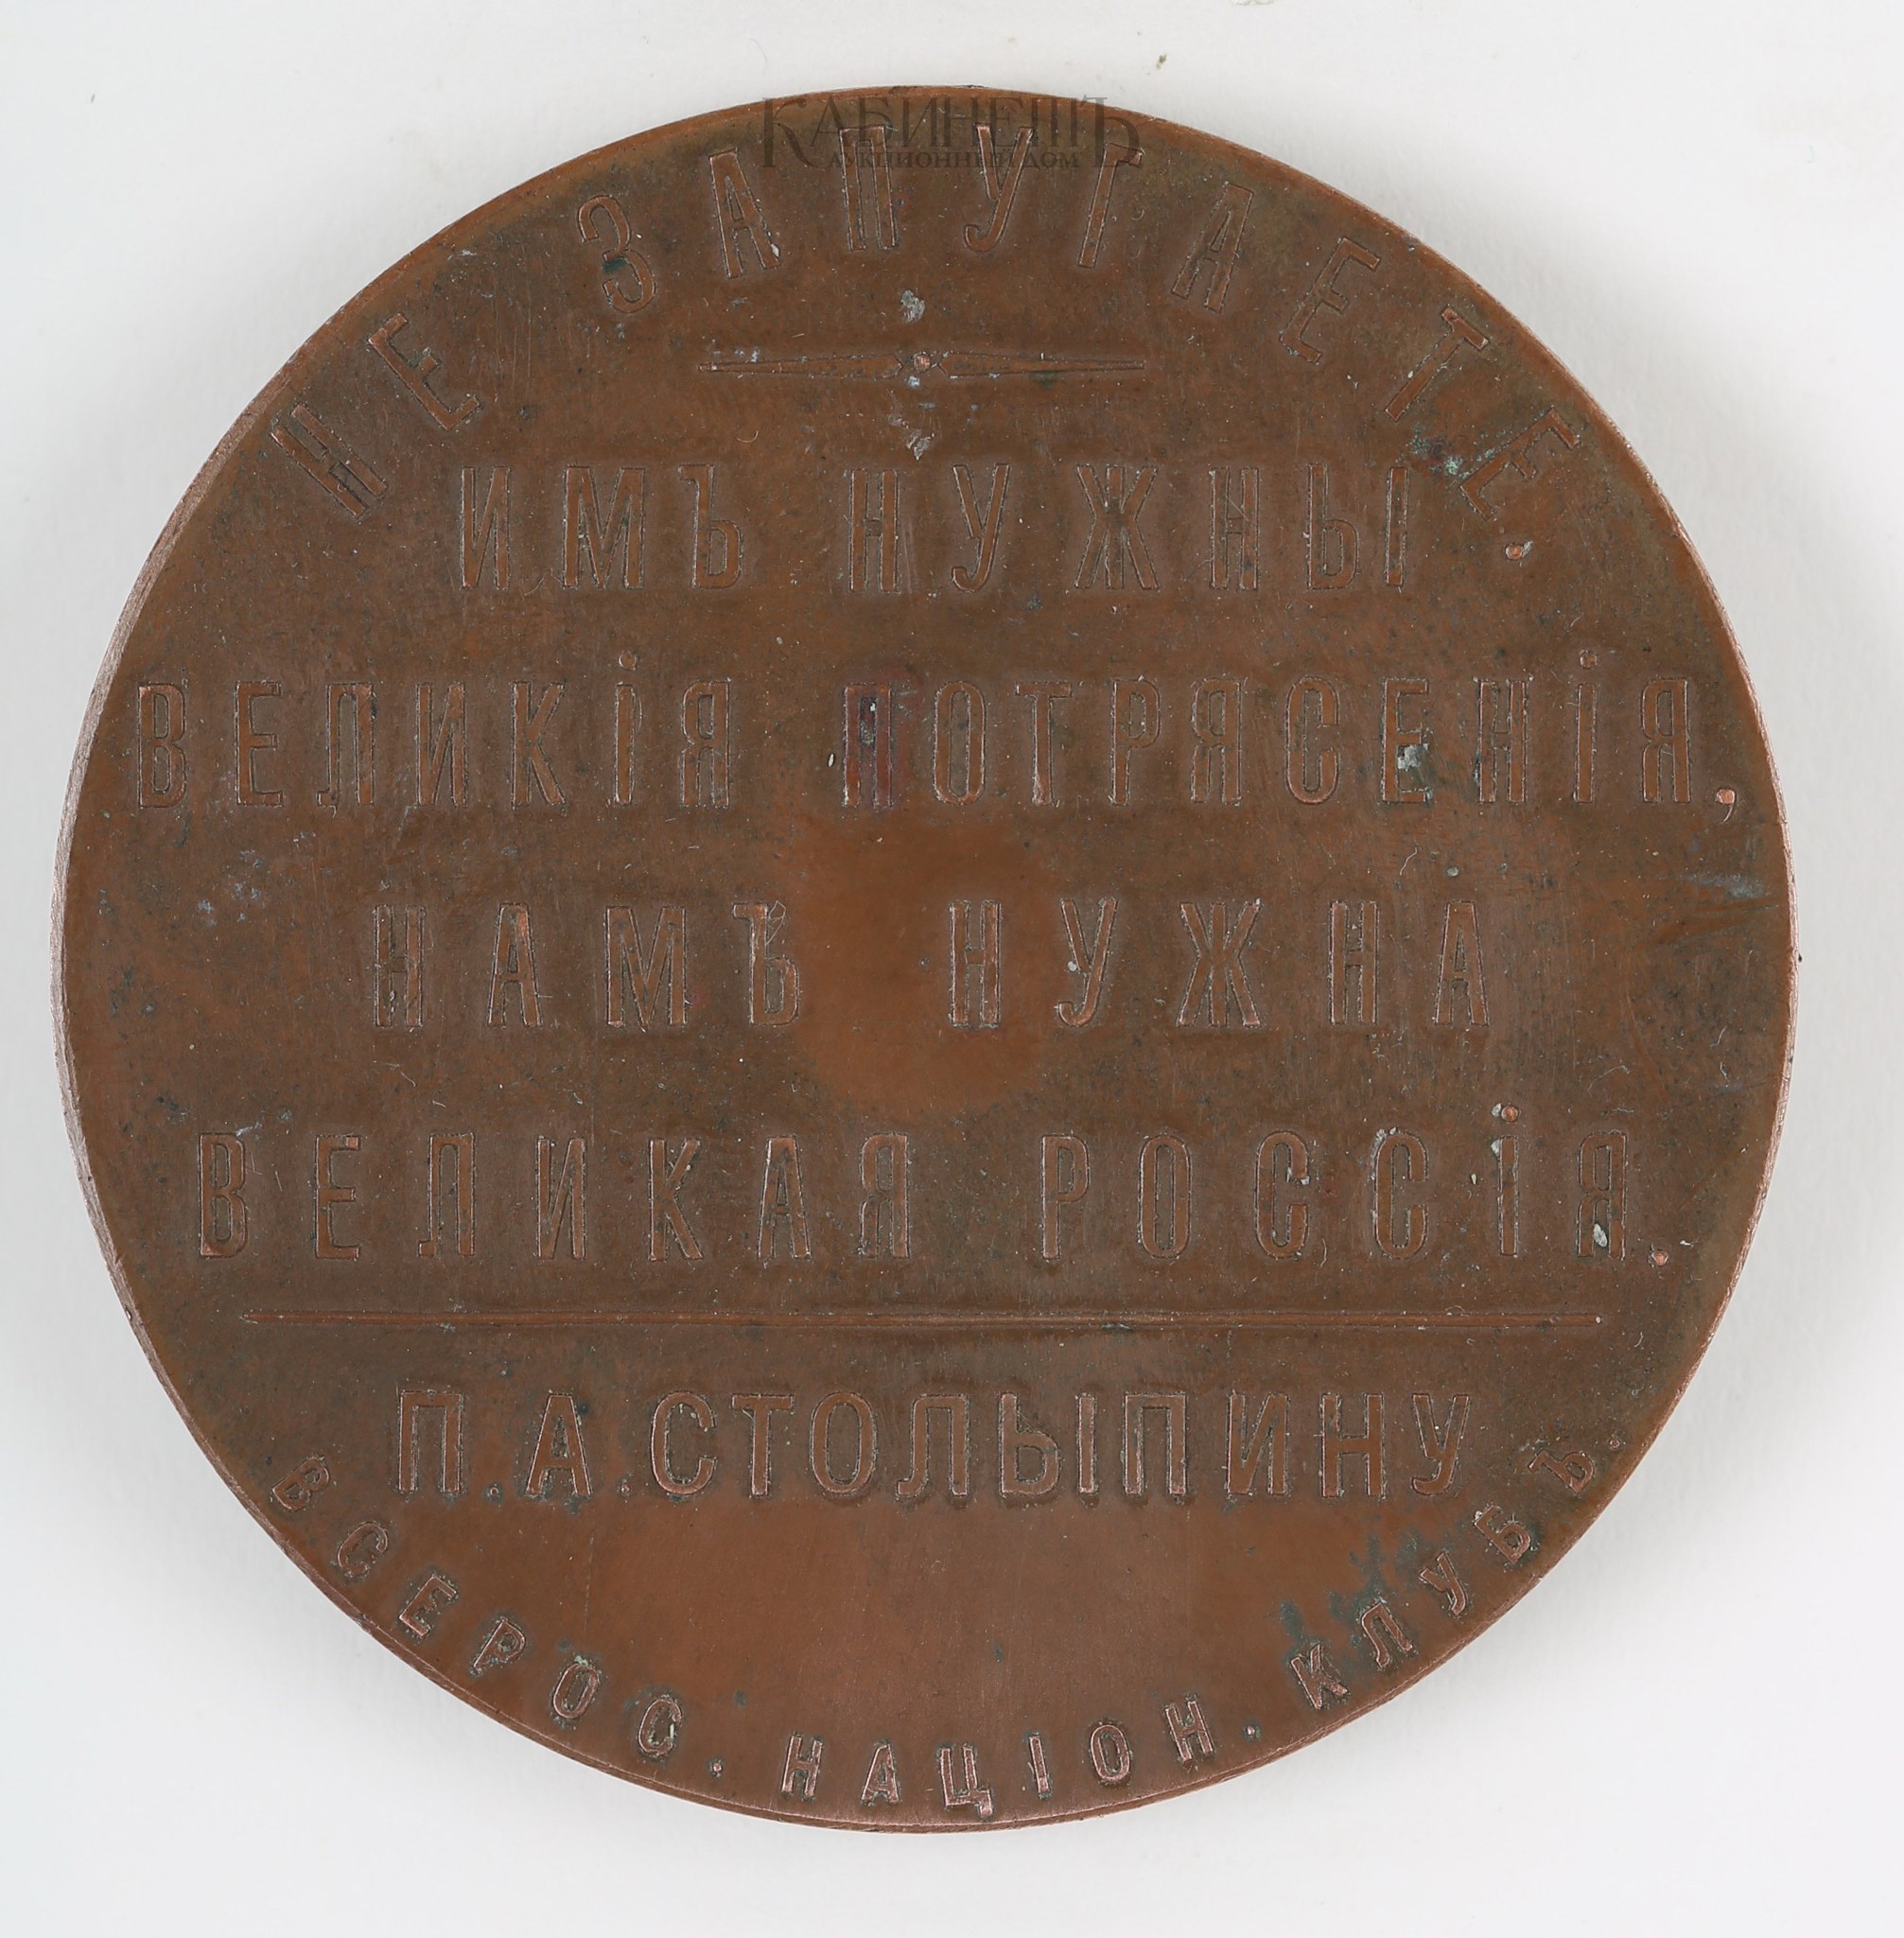 КАБИНЕТЪ
АУКЦИОННЫЙ ДОМ
НЕ ЗАПУГАЕТЕ.
ИМЪ НУЖНЫ
ВЕЛИКІЯ ПОТРЯСЕНІЯ,
НАМЪ НУЖНА
ВЕЛИКАЯ РОССІЯ.
П.А.СТОЛЫПИНУ
ВСЕРОС. НАЦІОН. КЛУБЪ.